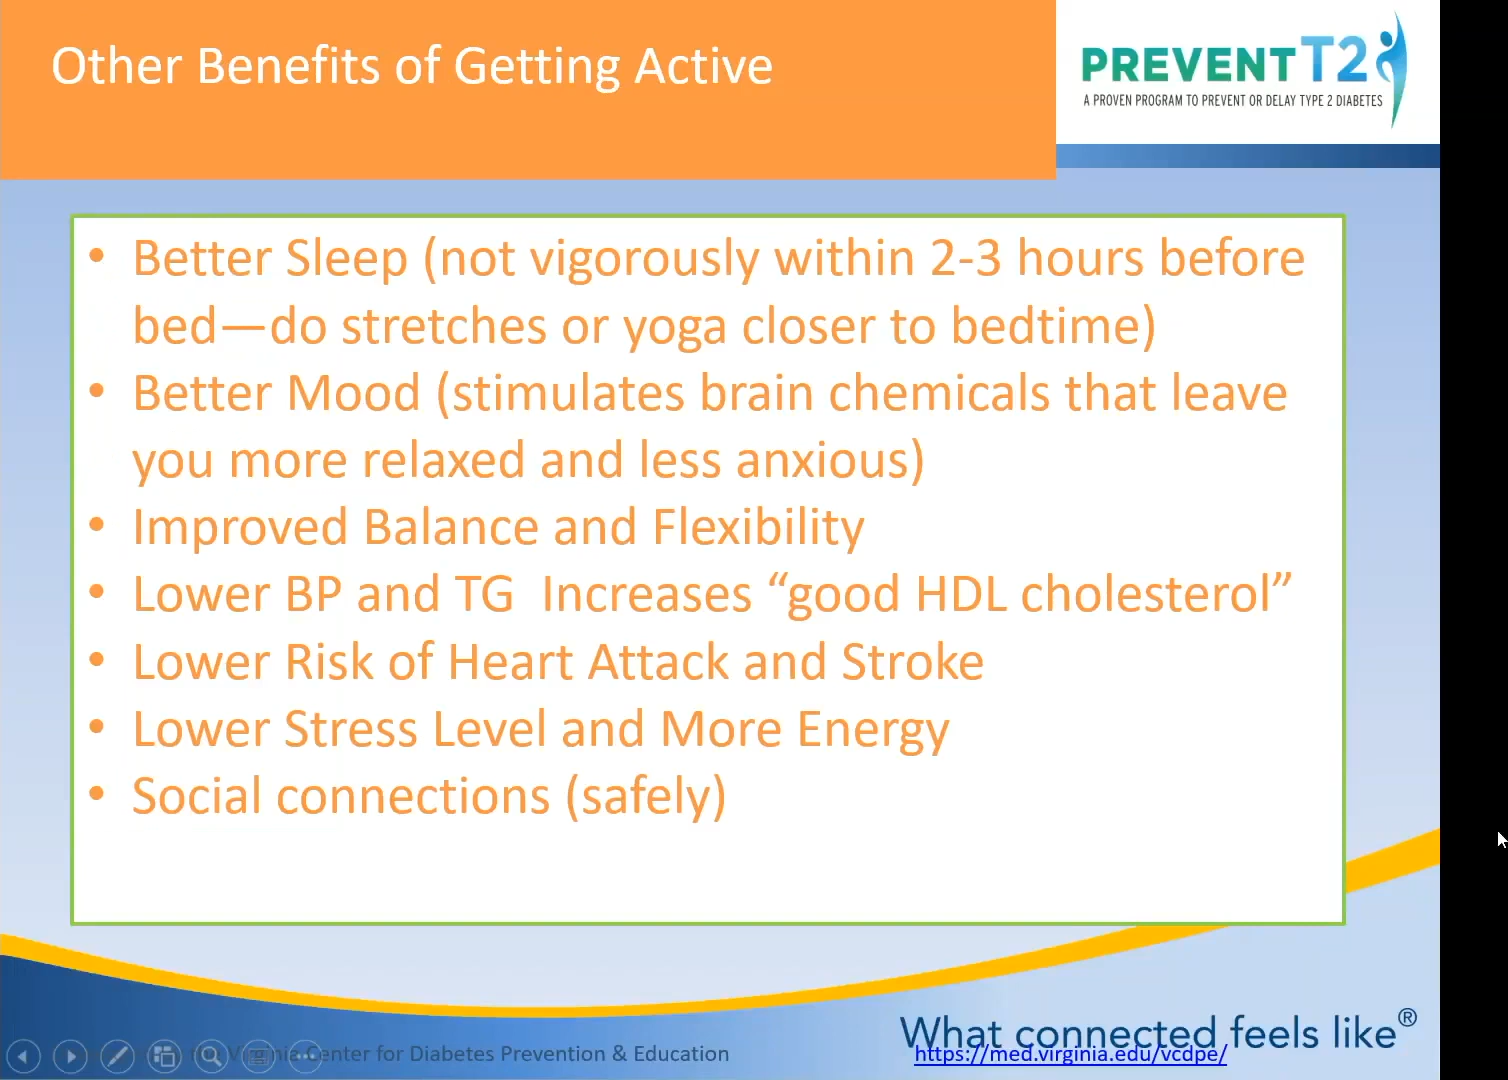 Other Benefits of Getting Active
PREVENT T2
A PROVEN PROGRAM TO PREVENT OR DELAY TYPE 2 DIABETES
• Better Sleep (not vigorously within 2-3 hours before
bed—do stretches or yoga closer to bedtime)
• Better Mood (stimulates brain chemicals that leave
you more relaxed and less anxious)
• Improved Balance and Flexibility
• Lower BP and TG  Increases “good HDL cholesterol”
• Lower Risk of Heart Attack and Stroke
• Lower Stress Level and More Energy
• Social connections (safely)
What connected feels like®
Virginia Center for Diabetes Prevention & Education
https://med.virginia.edu/vcdpe/